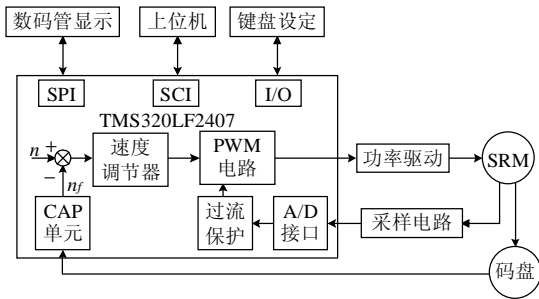 数码管显示
上位机
键盘设定
SPI
SCI
I/O
TMS320LF2407
n
+
−
nf
速度
调节器
PWM
电路
功率驱动
SRM
CAP
单元
过流
保护
A/D
接口
采样电路
码盘